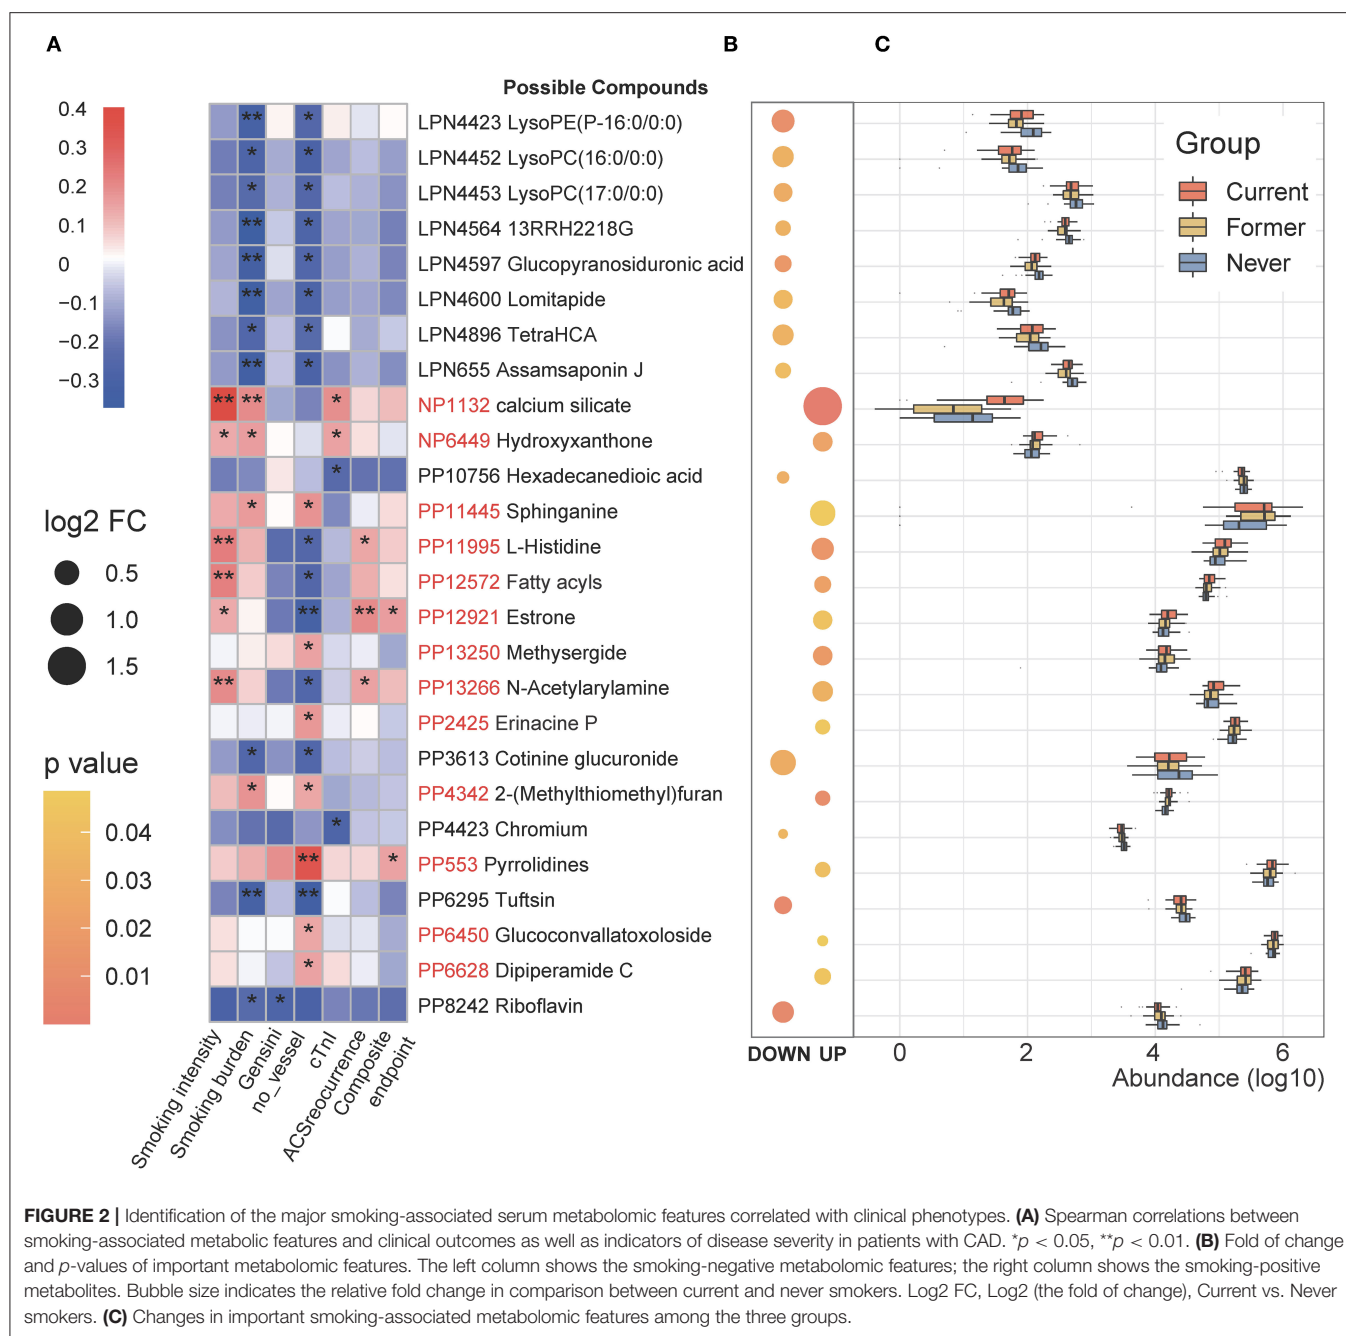 A
B
C
Possible Compounds
0.4
0.3
0.2
0.1
0
−0.1
−0.2
−0.3
** * LPN4423 LysoPE(P-16:0/0:0)
* * LPN4452 LysoPC(16:0/0:0)
* * LPN4453 LysoPC(17:0/0:0)
** * LPN4564 13RRH2218G
** * LPN4597 Glucopyranosiduronic acid
** * LPN4600 Lomitapide
* * LPN4896 TetraHCA
** * LPN655 Assamsaponin J
** ** * NP1132 calcium silicate
* * * NP6449 Hydroxyxanthone
* PP10756 Hexadecanedioic acid
* * PP11445 Sphinganine
** * * PP11995 L-Histidine
** * PP12572 Fatty acyls
* ** ** * PP12921 Estrone
* PP13250 Methysergide
** * * PP13266 N-Acetylarylamine
* PP2425 Erinacine P
* * PP3613 Cotinine glucuronide
* * PP4342 2-(Methylthiomethyl)furan
* PP4423 Chromium
** * PP553 Pyrrolidines
** ** PP6295 Tuftsin
* PP6450 Glucoconvallatoxoloside
* PP6628 Dipiperamide C
* * PP8242 Riboflavin
log2 FC
0.5
1.0
1.5
p value
0.04
0.03
0.02
0.01
Smoking intensity
Smoking burden
Gensini
no_vessel
cTnI
ACSreocurrence
Composite
endpoint
DOWN UP
Group
Current
Former
Never
0 2 4 6
Abundance (log10)
FIGURE 2 | Identification of the major smoking-associated serum metabolomic features correlated with clinical phenotypes. (A) Spearman correlations between
smoking-associated metabolic features and clinical outcomes as well as indicators of disease severity in patients with CAD. *p < 0.05, **p < 0.01. (B) Fold of change
and p-values of important metabolomic features. The left column shows the smoking-negative metabolomic features; the right column shows the smoking-positive
metabolites. Bubble size indicates the relative fold change in comparison between current and never smokers. Log2 FC, Log2 (the fold of change), Current vs. Never
smokers. (C) Changes in important smoking-associated metabolomic features among the three groups.